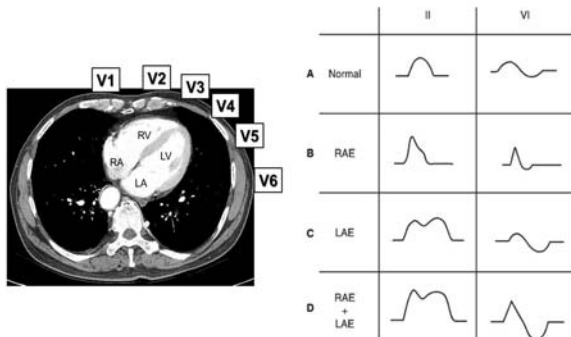 V1
V2
V3
V4
V5
V6
RV
RA
LV
LA
II
VI
A Normal
B RAE
C LAE
D RAE
+
LAE